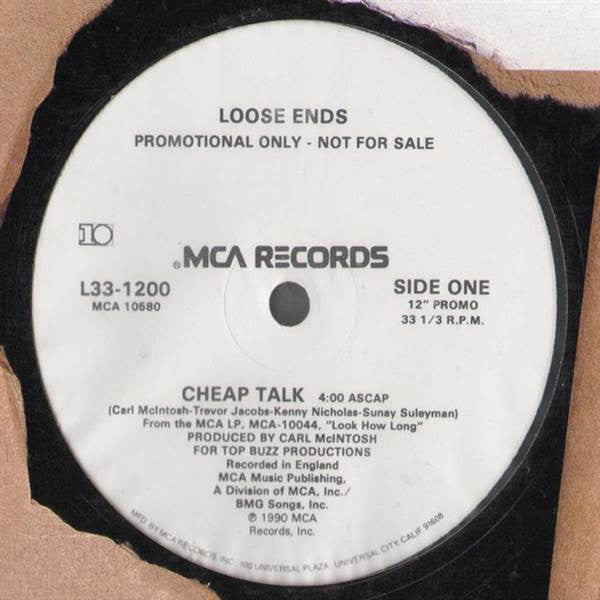 LOOSE ENDS
PROMOTIONAL ONLY - NOT FOR SALE
10
®MCA RECORDS
L33-1200
MCA 10580
SIDE ONE
12" PROMO
33 1/3 R.P.M.
CHEAP TALK 4:00 ASCAP
(Carl McIntosh-Trevor Jacobs-Kenny Nicholas-Sunay Suleyman)
From the MCA LP, MCA-10044, "Look How Long"
PRODUCED BY CARL McINTOSH
FOR TOP BUZZ PRODUCTIONS
Recorded in England
MCA Music Publishing,
A Division of MCA, Inc./
BMG Songs, Inc.
℗ 1990 MCA
Records, Inc.
MFD BY MCA RECORDS, INC. 100 UNIVERSAL PLAZA UNIVERSAL CITY, CALIF 91608